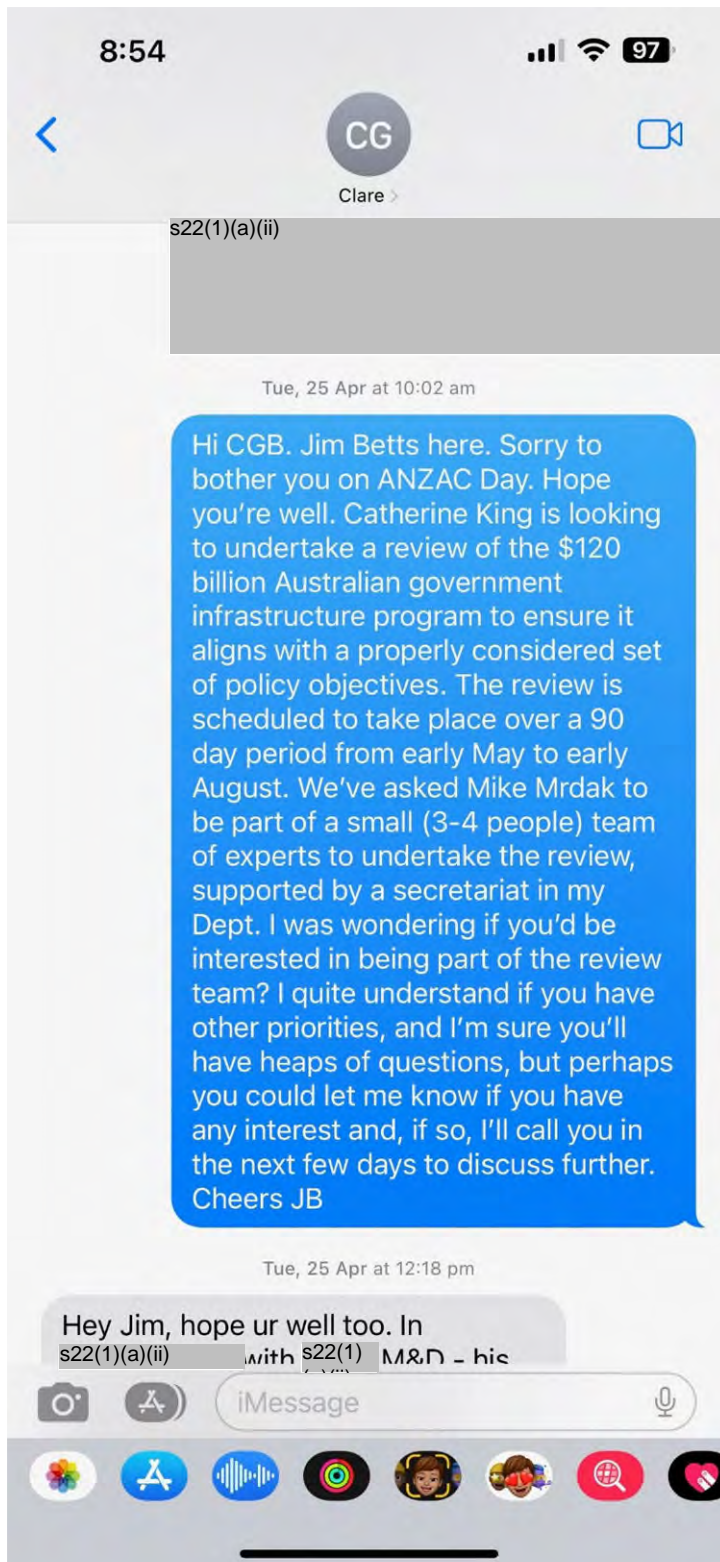 8:54
97
CG
Clare
s22(1)(a)(ii)
Tue, 25 Apr at 10:02 am
Hi CGB. Jim Betts here. Sorry to
bother you on ANZAC Day. Hope
you’re well. Catherine King is looking
to undertake a review of the $120
billion Australian government
infrastructure program to ensure it
aligns with a properly considered set
of policy objectives. The review is
scheduled to take place over a 90
day period from early May to early
August. We’ve asked Mike Mrdak to
be part of a small (3-4 people) team
of experts to undertake the review,
supported by a secretariat in my
Dept. I was wondering if you’d be
interested in being part of the review
team? I quite understand if you have
other priorities, and I’m sure you’ll
have heaps of questions, but perhaps
you could let me know if you have
any interest and, if so, I’ll call you in
the next few days to discuss further.
Cheers JB
Tue, 25 Apr at 12:18 pm
Hey Jim, hope ur well too. In
s22(1)(a)(ii) with s22(1) M&D - his
iMessage